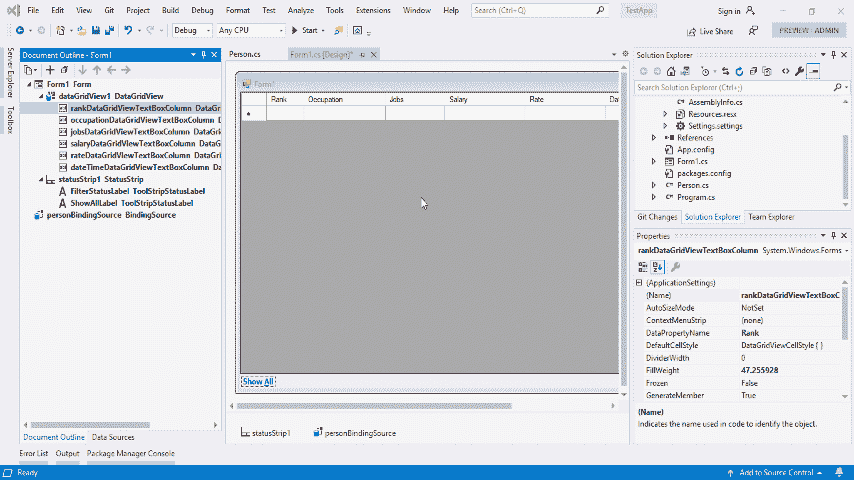 File Edit View Git Project Build Debug Format Test Analyze Tools Extensions Window Help Search (Ctrl+Q) TestApp Sign in
Debug Any CPU Start Live Share PREVIEW - ADMIN
Server Explorer
Toolbox
Document Outline - Form1
Form1 Form
dataGridView1 DataGridView
rankDataGridViewTextBoxColumn DataGr
occupationDataGridViewTextBoxColumn D
jobsDataGridViewTextBoxColumn DataGri
salaryDataGridViewTextBoxColumn DataG
rateDataGridViewTextBoxColumn DataGri
dateTimeDataGridViewTextBoxColumn Da
statusStrip1 StatusStrip
FilterStatusLabel ToolStripStatusLabel
ShowAllLabel ToolStripStatusLabel
personBindingSource BindingSource
Document Outline Data Sources
Person.cs Form1.cs [Design]*
Form1
Rank Occupation Jobs Salary Rate Da
Show All
statusStrip1 personBindingSource
Solution Explorer
Search Solution Explorer (Ctrl+;)
AssemblyInfo.cs
Resources.resx
Settings.settings
References
App.config
Form1.cs
packages.config
Person.cs
Program.cs
Git Changes Solution Explorer Team Explorer
Properties
rankDataGridViewTextBoxColumn System.Windows.Forms
(ApplicationSettings)
(Name) rankDataGridViewTextBoxC
AutoSizeMode NotSet
ContextMenuStrip (none)
DataPropertyName Rank
DefaultCellStyle DataGridViewCellStyle { }
DividerWidth 0
FillWeight 47.255928
Frozen False
GenerateMember True
(Name)
Indicates the name used in code to identify the object.
Error List Output Package Manager Console
Ready Add to Source Control